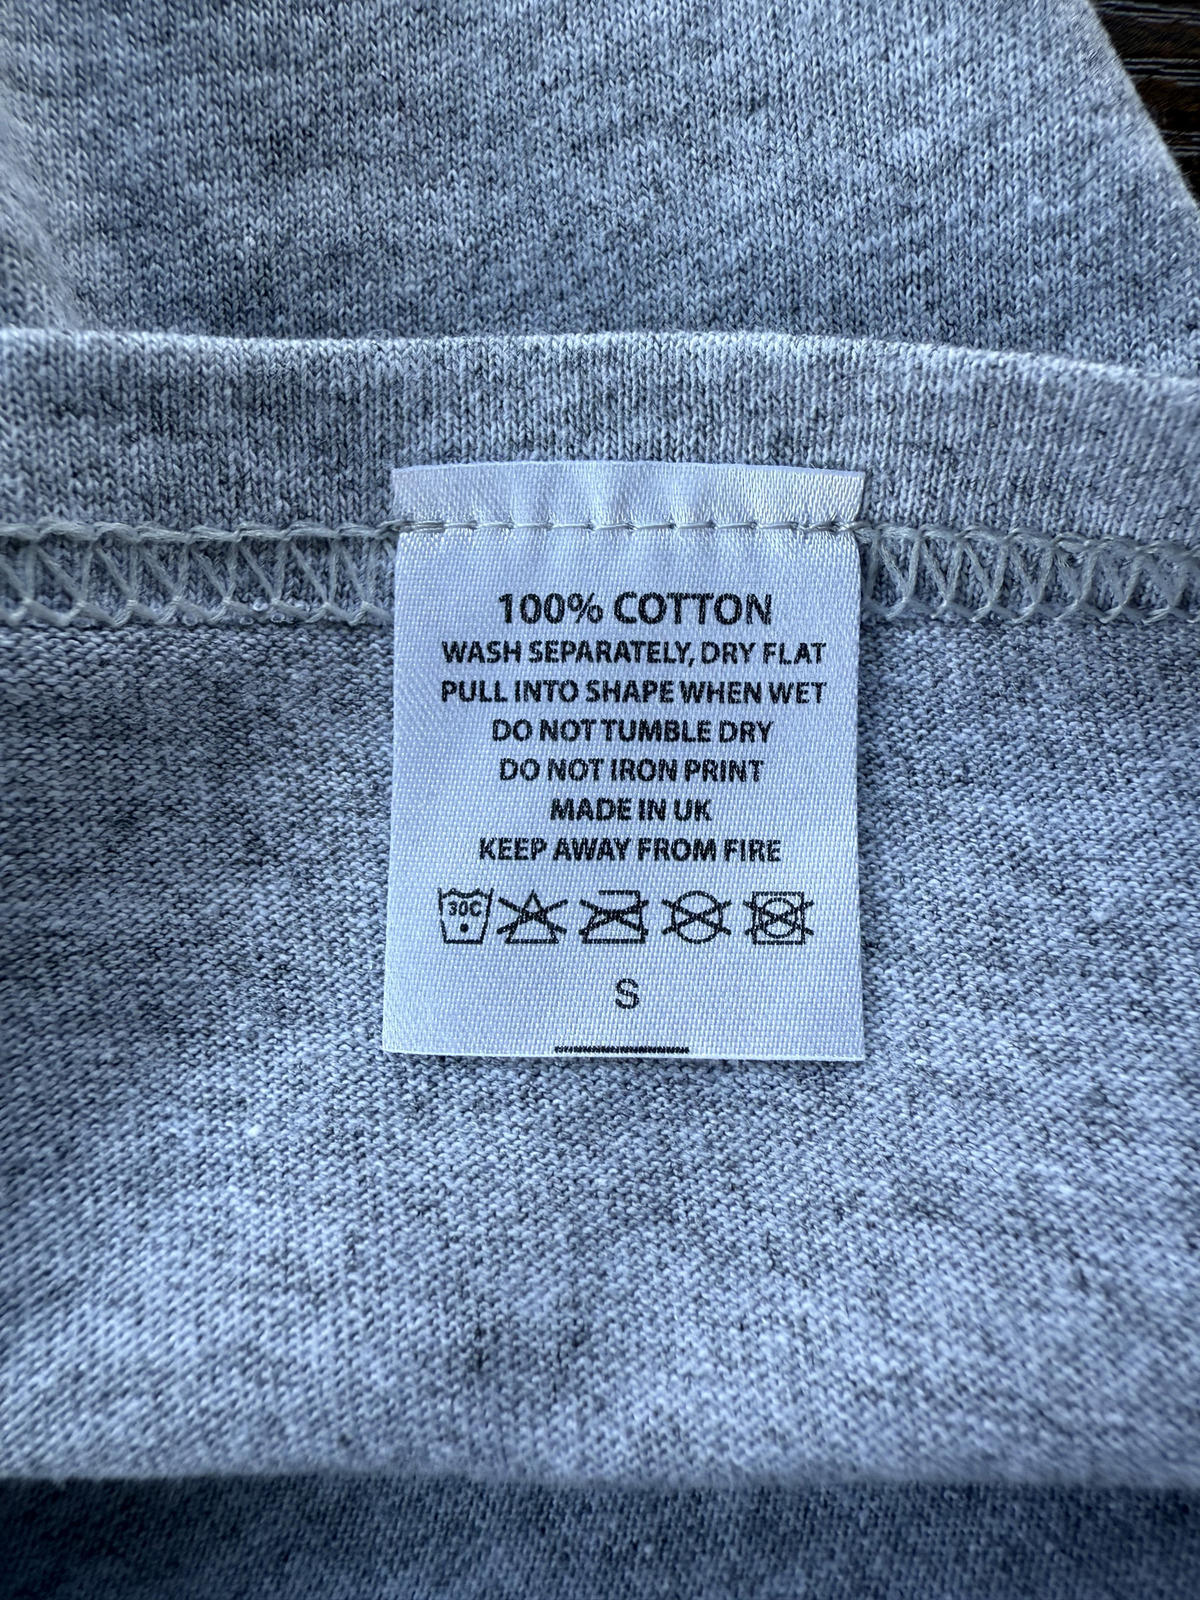 100% COTTON
WASH SEPARATELY, DRY FLAT
PULL INTO SHAPE WHEN WET
DO NOT TUMBLE DRY
DO NOT IRON PRINT
MADE IN UK
KEEP AWAY FROM FIRE
30C
S